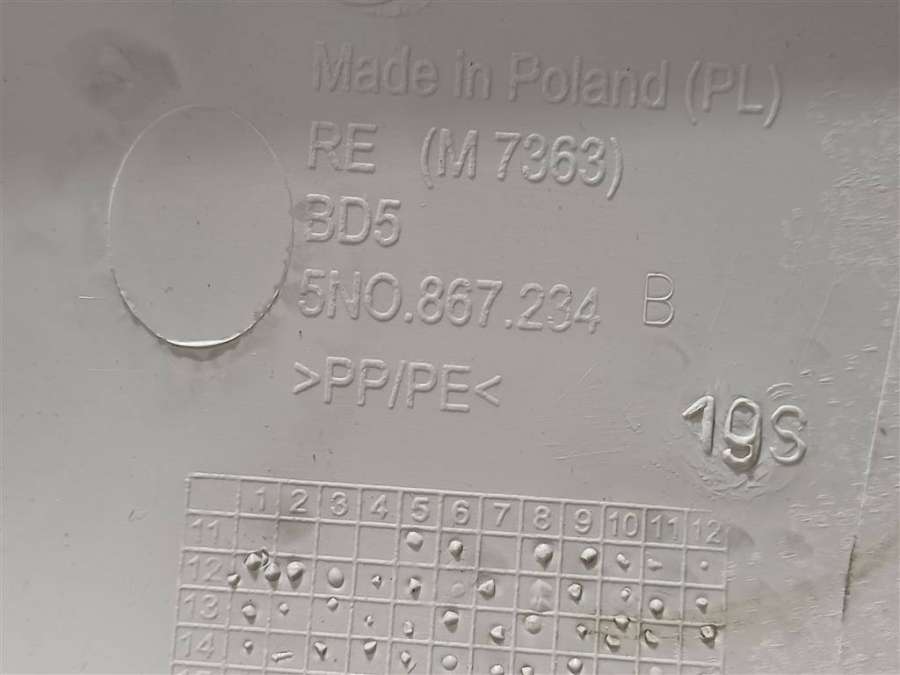 Made in Poland (PL)
RE (M 7363)
BD5
5N0.867.234 B
>PP/PE<
19S
1 2 3 4 5 6 7 8 9 10 11 12
11
12
13
14